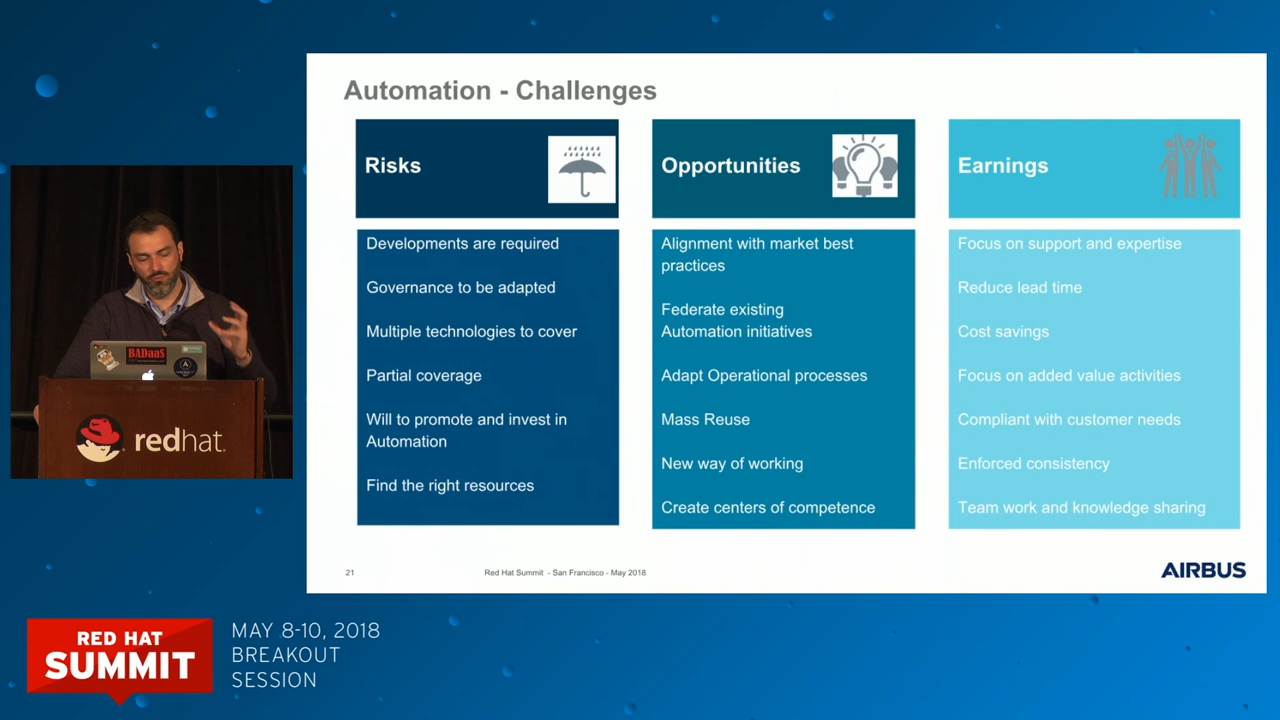 Automation - Challenges
Risks
Developments are required
Governance to be adapted
Multiple technologies to cover
Partial coverage
Will to promote and invest in
Automation
Find the right resources
Opportunities
Alignment with market best
practices
Federate existing
Automation initiatives
Adapt Operational processes
Mass Reuse
New way of working
Create centers of competence
Earnings
Focus on support and expertise
Reduce lead time
Cost savings
Focus on added value activities
Compliant with customer needs
Enforced consistency
Team work and knowledge sharing
21
Red Hat Summit - San Francisco - May 2018
AIRBUS
BADaaS
redhat.
RED HAT
SUMMIT
MAY 8-10, 2018
BREAKOUT
SESSION